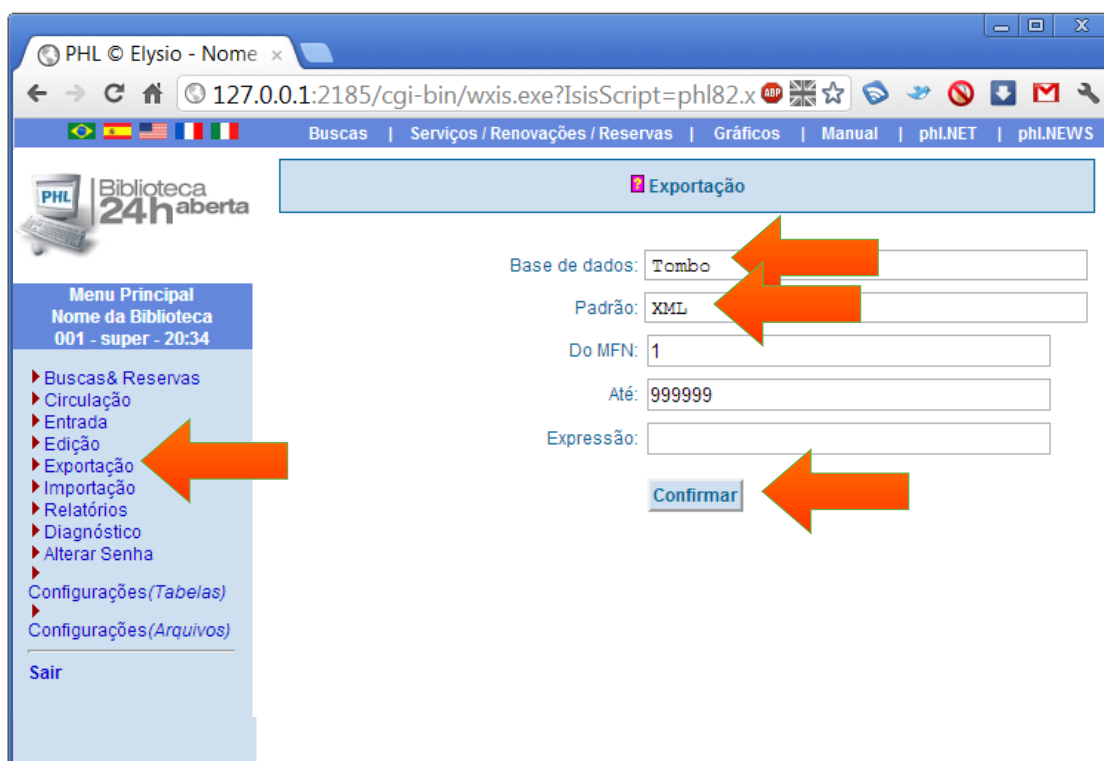 PHL © Elysio - Nome
127.0.0.1:2185/cgi-bin/wxis.exe?IsisScript=phl82.x ABP
Buscas | Serviços / Renovações / Reservas | Gráficos | Manual | phl.NET | phl.NEWS
PHL Biblioteca
24h aberta
? Exportação
Base de dados: Tombo
Padrão: XML
Do MFN: 1
Até: 999999
Expressão:
Confirmar
Menu Principal
Nome da Biblioteca
001 - super - 20:34
Buscas& Reservas
Circulação
Entrada
Edição
Exportação
Importação
Relatórios
Diagnóstico
Alterar Senha
Configurações(Tabelas)
Configurações(Arquivos)
Sair